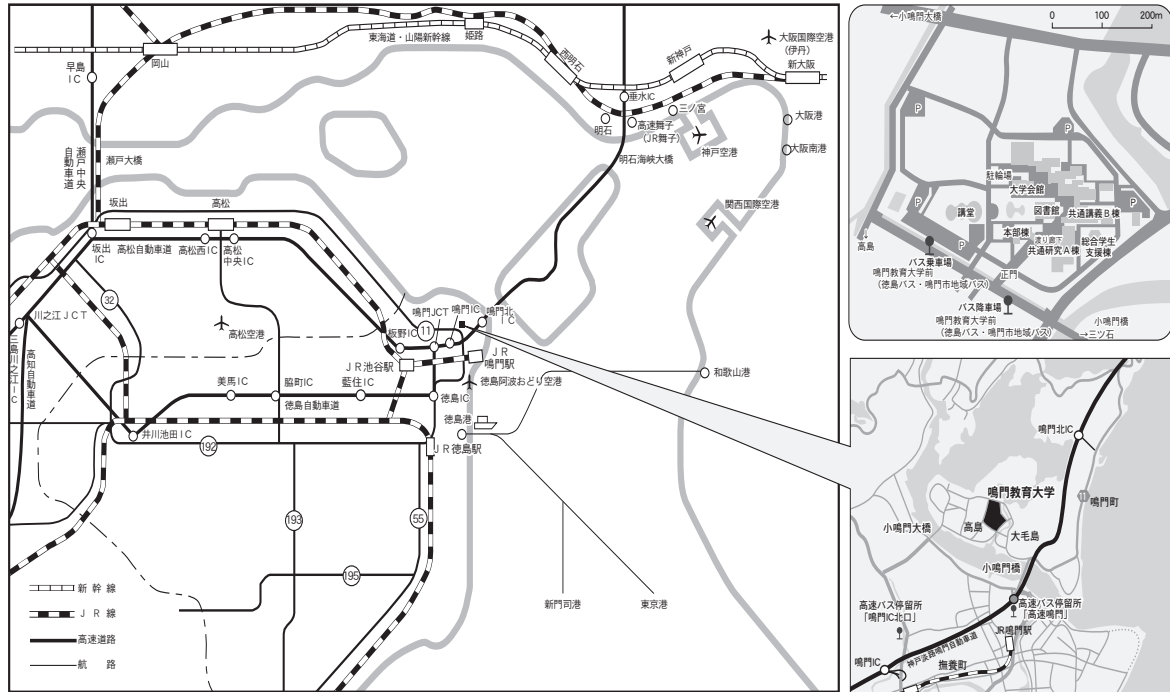 東海道・山陽新幹線
姫路
西明石
新神戸
大阪国際空港
(伊丹)
新大阪
岡山
早島
IC
垂水IC
三ノ宮
明石
高速舞子
(JR舞子)
神戸空港
大阪港
大阪南港
明石海峡大橋
瀬戸中央
自動車道
瀬戸大橋
関西国際空港
坂出
高松
坂出
IC
高松自動車道
高松西IC
高松
中央IC
32
川之江JCT
高松空港
鳴門JCT
鳴門IC
鳴門北
IC
板野IC
11
JR池谷駅
JR
鳴門駅
三島川之江IC
高知自動車道
美馬IC
脇町IC
藍住IC
徳島阿波おどり空港
和歌山港
徳島自動車道
徳島IC
徳島港
井川池田IC
192
JR徳島駅
193
55
195
新門司港
東京港
新幹線
JR線
高速道路
航路
←小鳴門大橋
0 100 200m
P
P
P
P
P
駐輪場
大学会館
講堂
図書館
共通講義B棟
本部棟
渡り廊下
共通研究A棟
総合学生
支援棟
←高島
バス乗車場
鳴門教育大学前
(徳島バス・鳴門市地域バス)
正門
バス降車場
鳴門教育大学前
(徳島バス・鳴門市地域バス)
小鳴門橋
→三ツ石
鳴門北IC
鳴門教育大学
11
鳴門町
高島
小鳴門大橋
大毛島
小鳴門橋
高速バス停留所
「鳴門IC北口」
高速バス停留所
「高速鳴門」
JR鳴門駅
神戸淡路鳴門自動車道
鳴門IC
撫養町